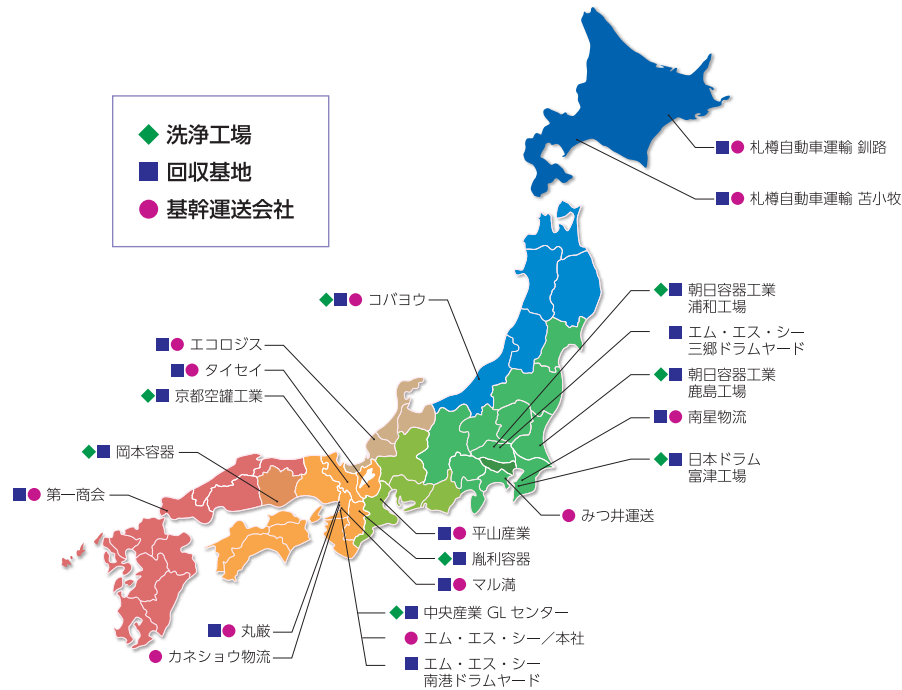 洗浄工場
回収基地
基幹運送会社
札樽自動車運輸 釧路
札樽自動車運輸 苫小牧
コバヨウ
エコロジス
タイセイ
京都空罐工業
岡本容器
第一商会
朝日容器工業
浦和工場
エム・エス・シー
三郷ドラムヤード
朝日容器工業
鹿島工場
南星物流
日本ドラム
富津工場
みつ井運送
平山産業
胤利容器
マル満
中央産業 GL センター
エム・エス・シー／本社
エム・エス・シー
南港ドラムヤード
丸厳
カネショウ物流